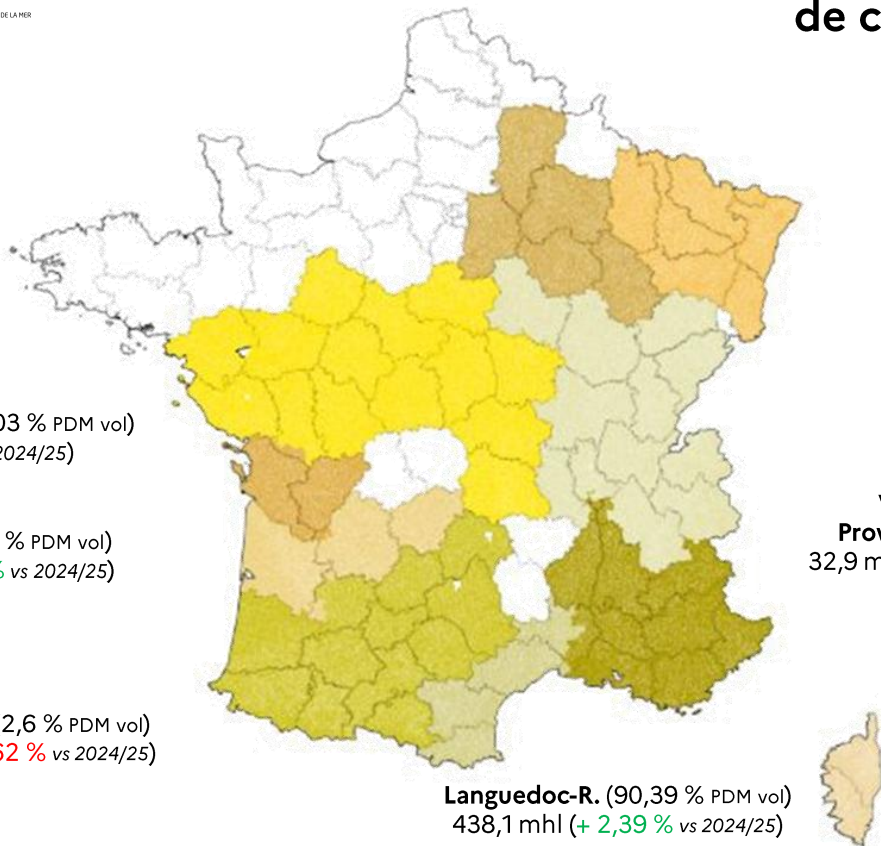 DE LA MER
de c
03 % PDM vol)
2024/25)
% PDM vol)
% vs 2024/25)
Prov
32,9 m
2,6 % PDM vol)
62 % vs 2024/25)
Languedoc-R. (90,39 % PDM vol)
438,1 mhl (+ 2,39 % vs 2024/25)